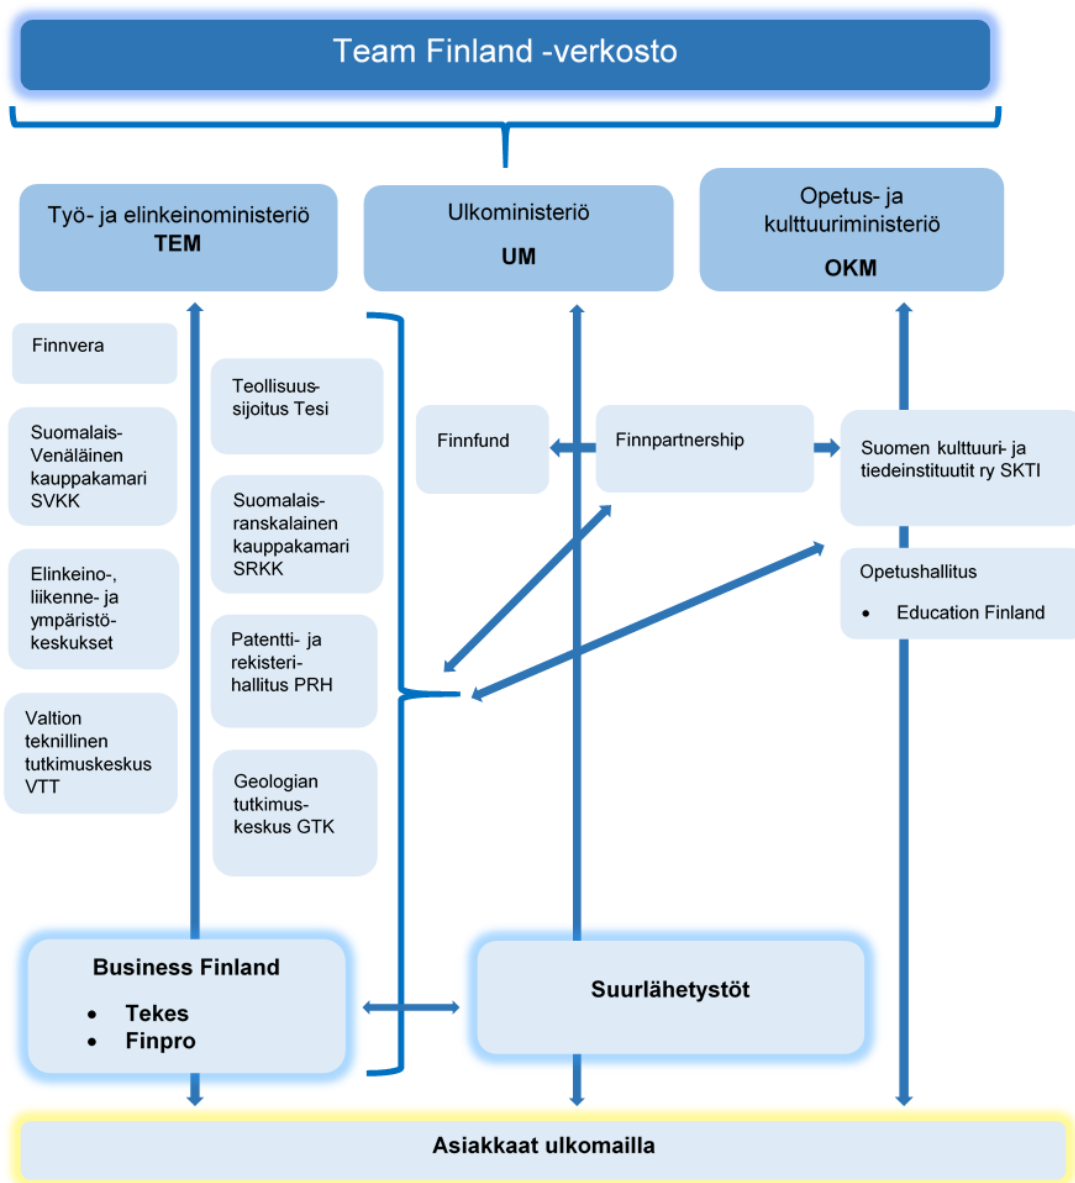 Team Finland -verkosto
Työ- ja elinkeinoministeriö
TEM
Ulkoministeriö
UM
Opetus- ja
kulttuuriministeriö
OKM
Finnvera
Suomalais-
Venäläinen
kauppakamari
SVKK
Elinkeino-,
liikenne- ja
ympäristö-
keskukset
Valtion
teknillinen
tutkimuskeskus
VTT
Teollisuus-
sijoitus Tesi
Suomalais-
ranskalainen
kauppakamari
SRKK
Patentti- ja
rekisteri-
hallitus PRH
Geologian
tutkimus-
keskus GTK
Finnfund
Finnpartnership
Suomen kulttuuri- ja
tiedeinstituutit ry SKTI
Opetushallitus
• Education Finland
Business Finland
• Tekes
• Finpro
Suurlähetystöt
Asiakkaat ulkomailla